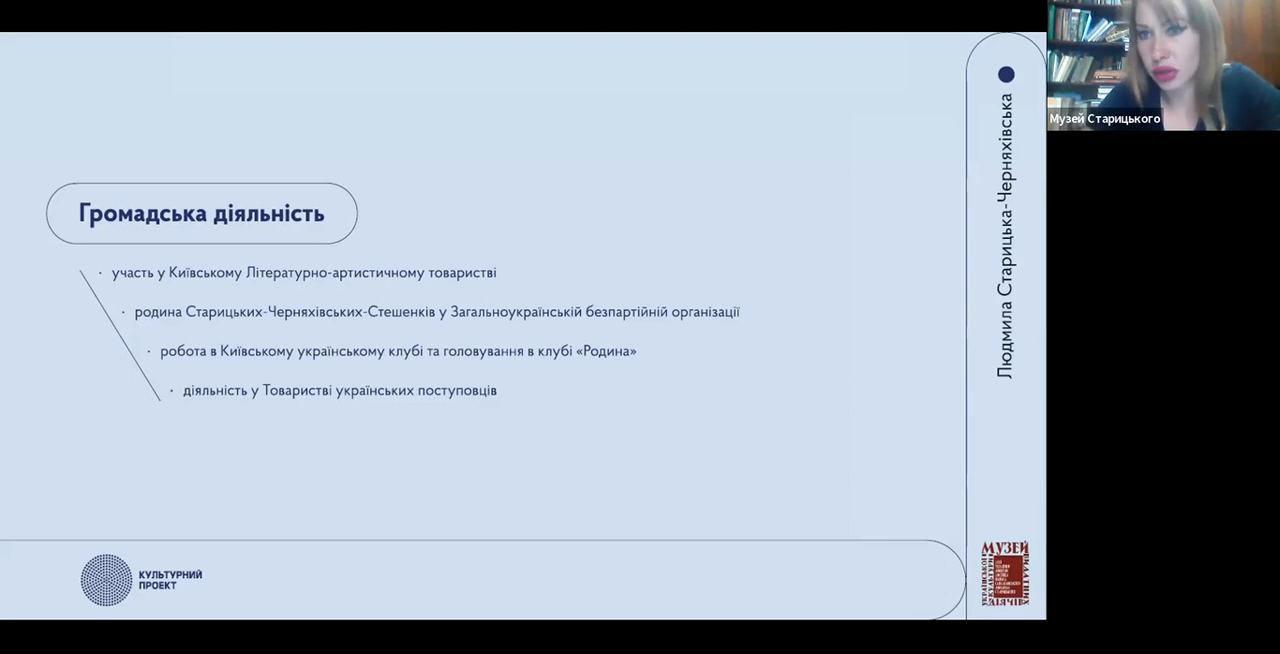 Музей Старицького
Громадська діяльність
· участь у Київському Літературно-артистичному товаристві
· родина Старицьких-Черняхівських-Стешенків у Загальноукраїнській безпартійній організації
· робота в Київському українському клубі та головування в клубі «Родина»
· діяльність у Товаристві українських поступовців
Людмила Старицька-Черняхівська
КУЛЬТУРНИЙ
ПРОЕКТ
МУЗЕЙ
ДІЯЧІВ